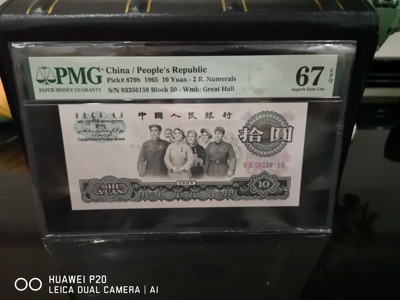 PMG
PAPER MONEY GUARANTY
China / People's Republic
Pick# 879b 1965 10 Yuan - 2 R. Numerals
S/N 93356159 Block 50 - Wmk: Great Hall
67 EPQ
Superb Gem Unc
中国人民银行
拾圆
1965
SHI YUAN
10
HUAWEI P20
LEICA DUAL CAMERA | AI